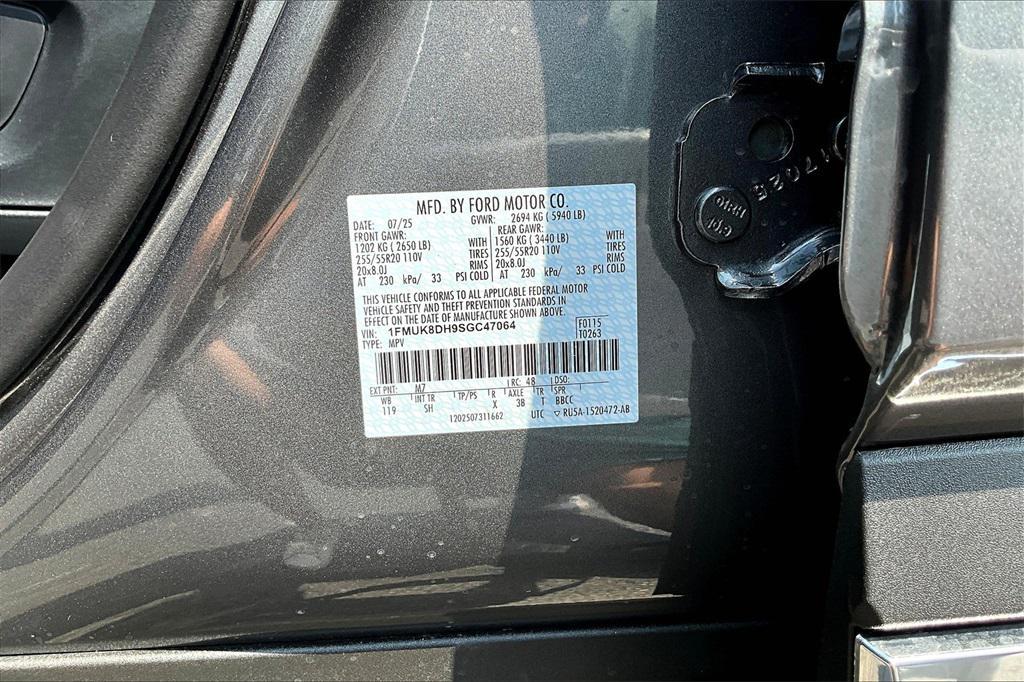 MFD. BY FORD MOTOR CO.
DATE: 07/25 GVWR: 2694 KG ( 5940 LB)
FRONT GAWR: REAR GAWR:
1202 KG ( 2650 LB) WITH 1560 KG ( 3440 LB) WITH
255/55R20 110V TIRES 255/55R20 110V TIRES
20x8.0J RIMS 20x8.0J RIMS
AT 230 kPa/ 33 PSI COLD AT 230 kPa/ 33 PSI COLD
THIS VEHICLE CONFORMS TO ALL APPLICABLE FEDERAL MOTOR
VEHICLE SAFETY AND THEFT PREVENTION STANDARDS IN
EFFECT ON THE DATE OF MANUFACTURE SHOWN ABOVE.
VIN: 1FMUK8DH9SGC47064 F0115
TYPE: MPV T0263
EXT PNT: M7 RC: 48 DSO:
WB INT TR TP/PS R AXLE TR SPR
119 SH X 3B T BBCC
1202507311662 UTC ▽ RU5A-1520472-AB
17025